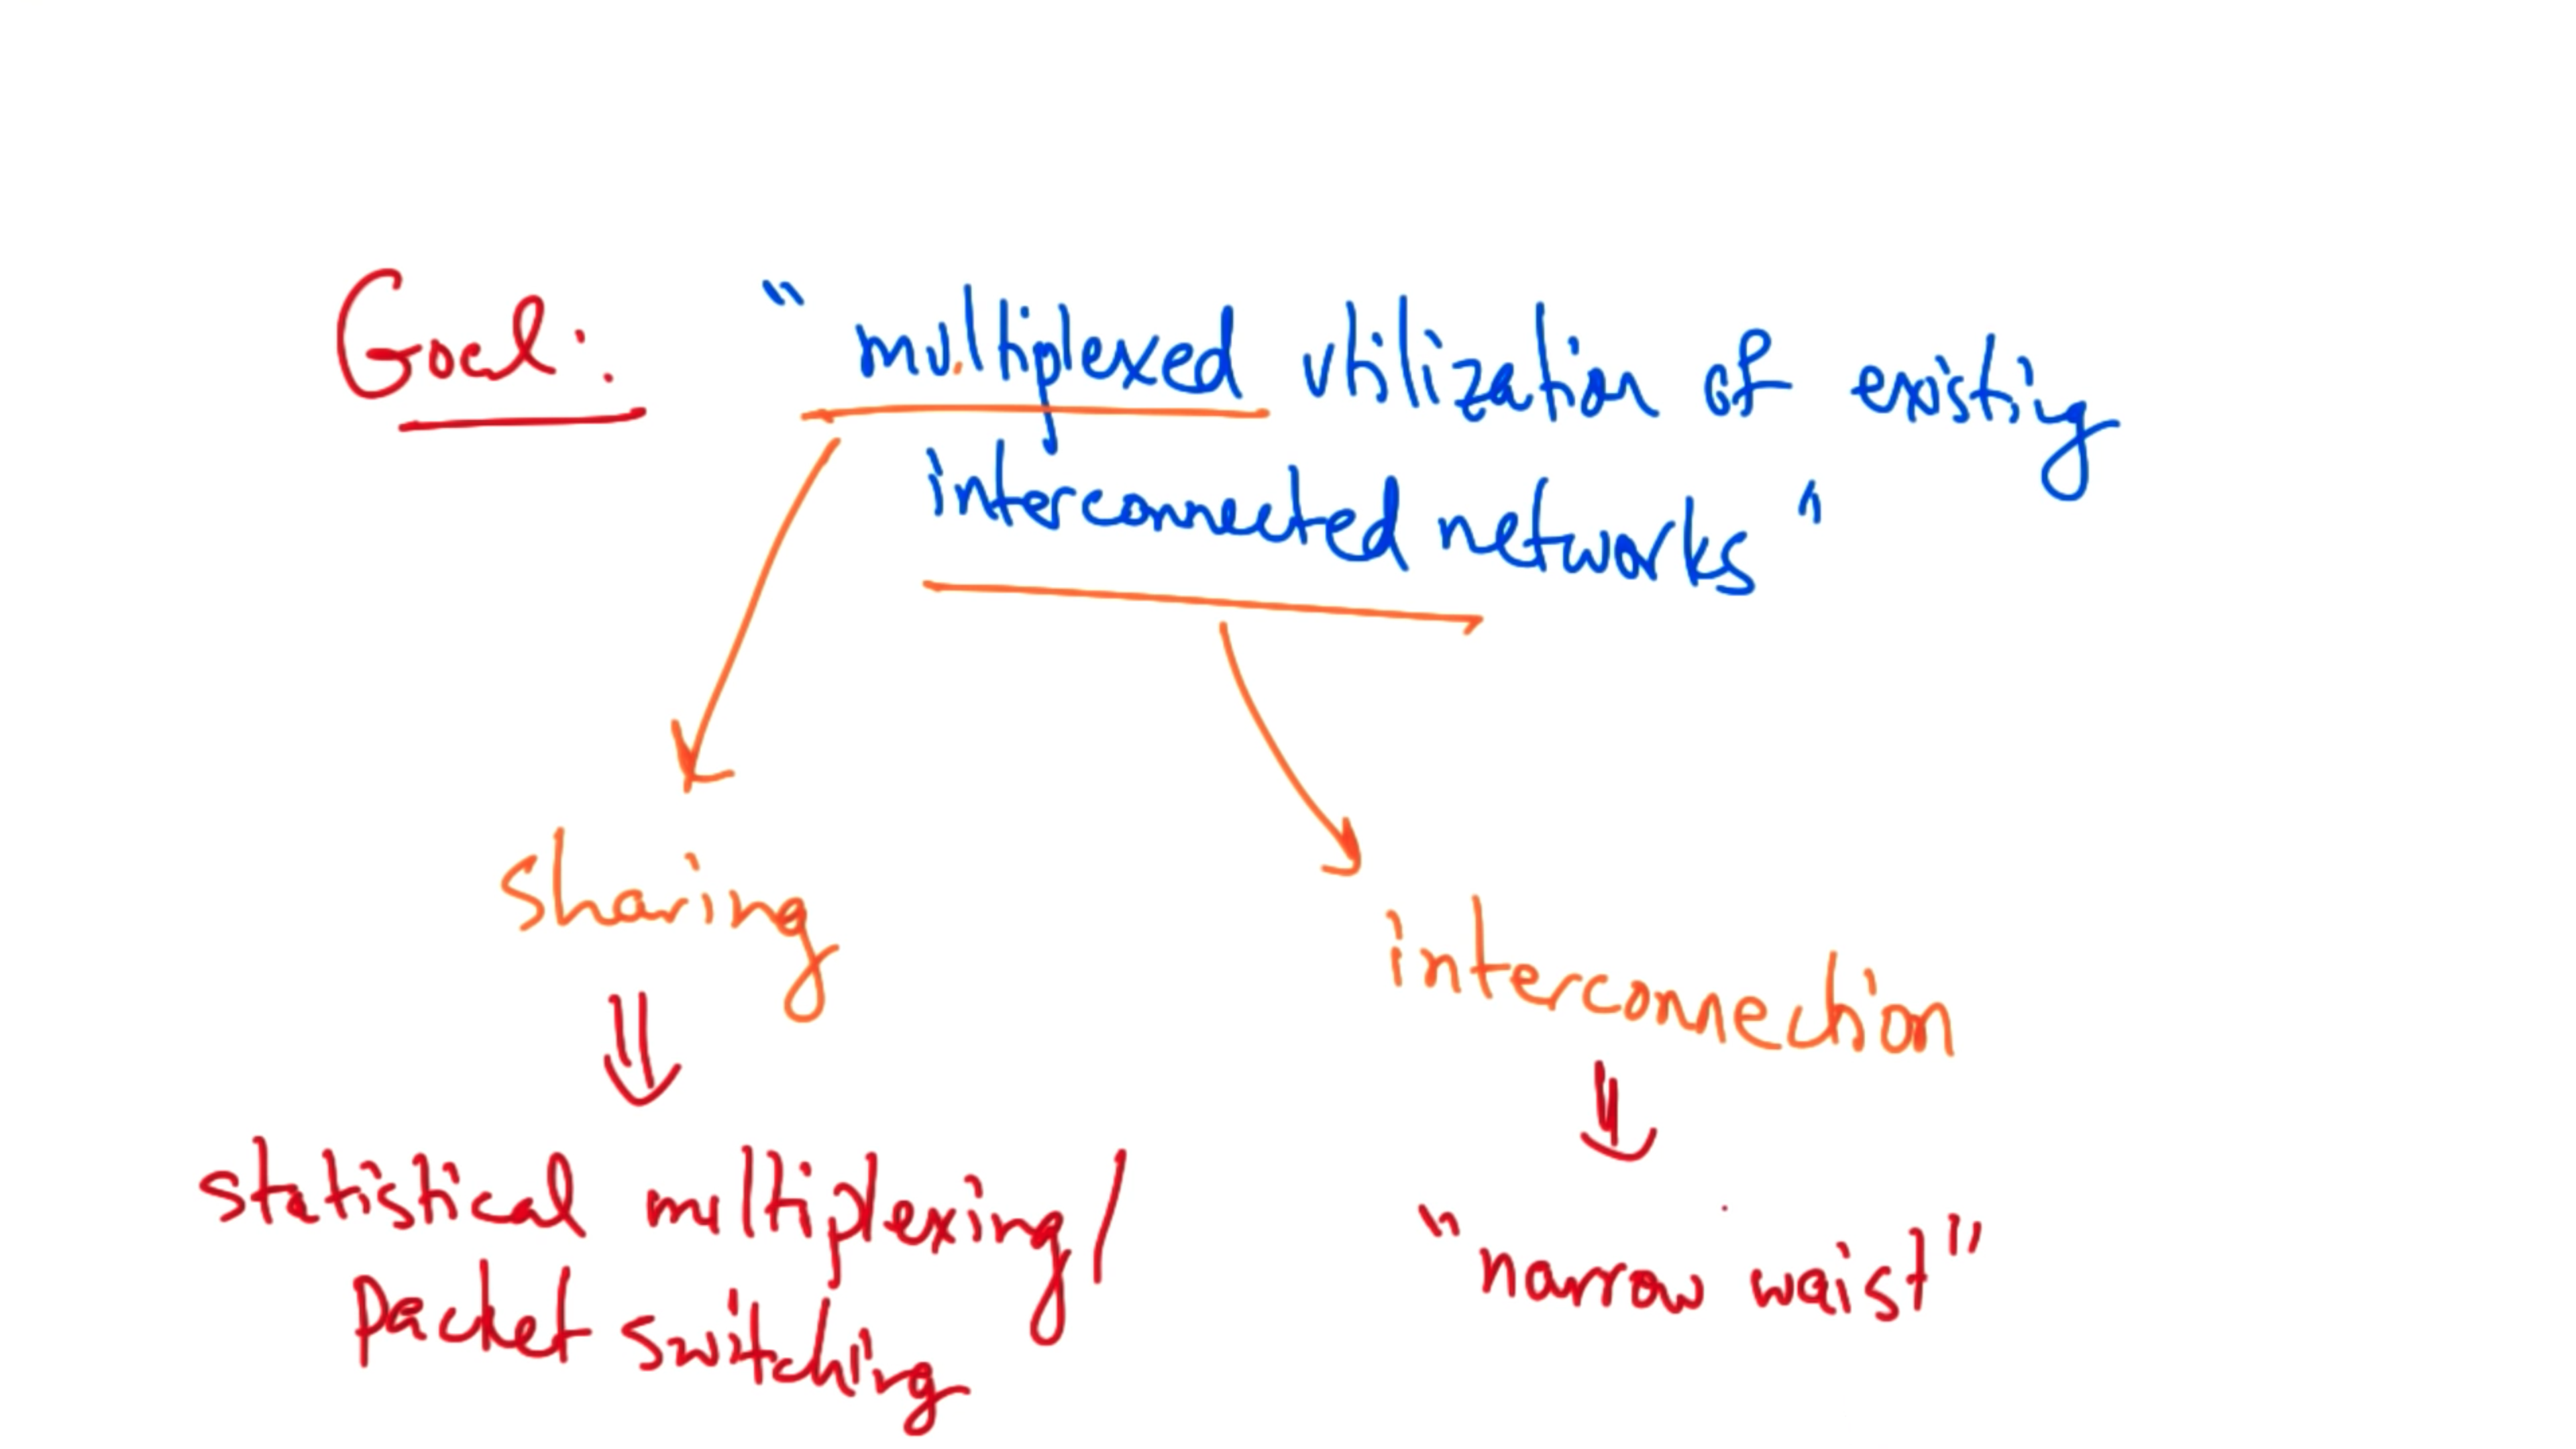 Goal: "multiplexed utilization of existing
interconnected networks"
sharing
interconnection
statistical multiplexing/
packet switching
"narrow waist"